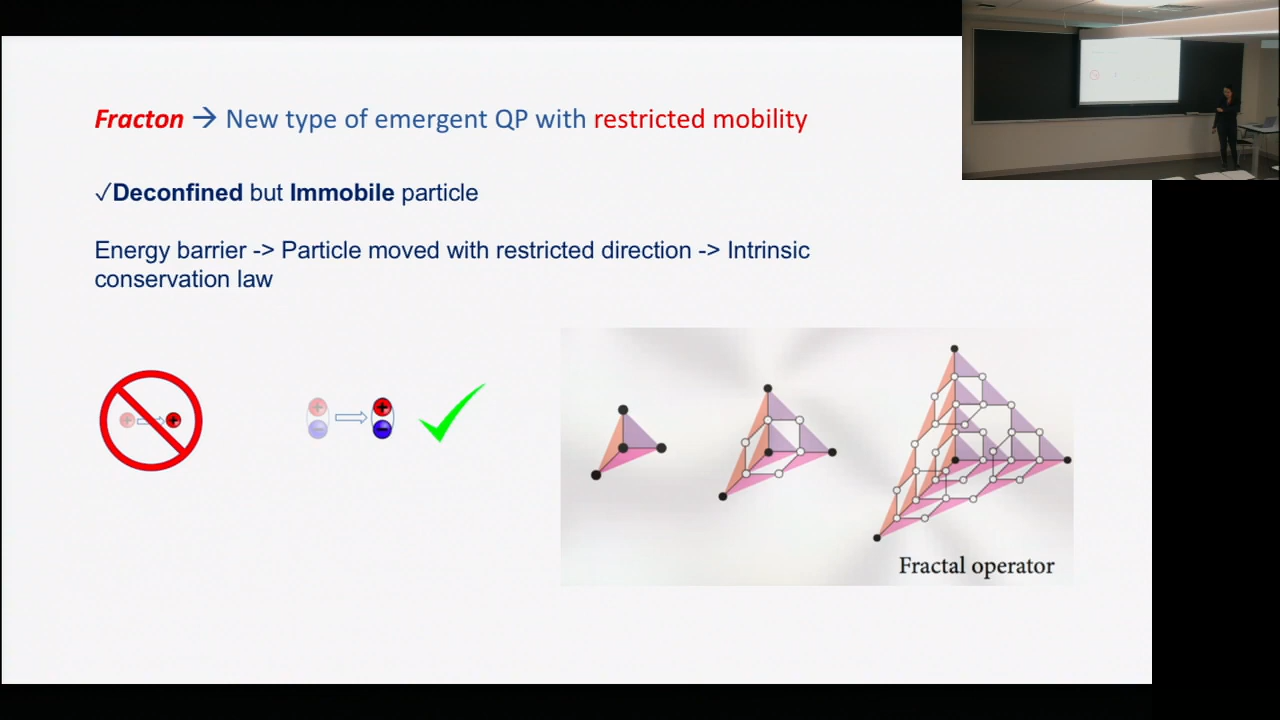 Fracton → New type of emergent QP with restricted mobility
✓Deconfined but Immobile particle
Energy barrier -> Particle moved with restricted direction -> Intrinsic
conservation law
Fractal operator